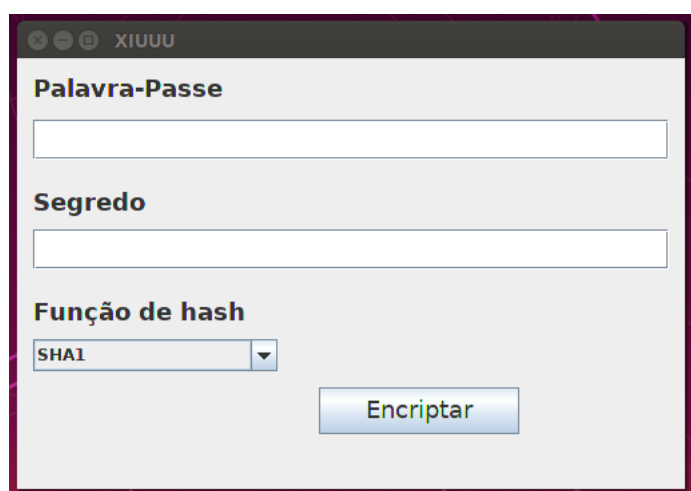 XIUUU
Palavra-Passe
Segredo
Função de hash
SHA1
Encriptar